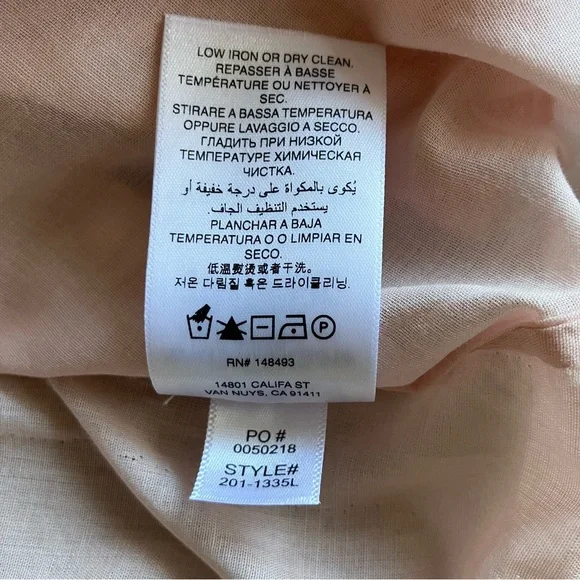 LOW IRON OR DRY CLEAN.
REPASSER À BASSE
TEMPÉRATURE OU NETTOYER À
SEC.
STIRARE A BASSA TEMPERATURA
OPPURE LAVAGGIO A SECCO.
ГЛАДИТЬ ПРИ НИЗКОЙ
ТЕМПЕРАТУРЕ ХИМИЧЕСКАЯ
ЧИСТКА.
يُكوى بالمكواة على درجة خفيفة أو
يستخدم التنظيف الجاف.
PLANCHAR A BAJA
TEMPERATURA O O LIMPIAR EN
SECO.
低溫熨烫或者干洗。
저온 다림질 혹은 드라이클리닝.
P
RN# 148493
14801 CALIFA ST
VAN NUYS, CA 91411
PO #
0050218
STYLE#
201-1335L